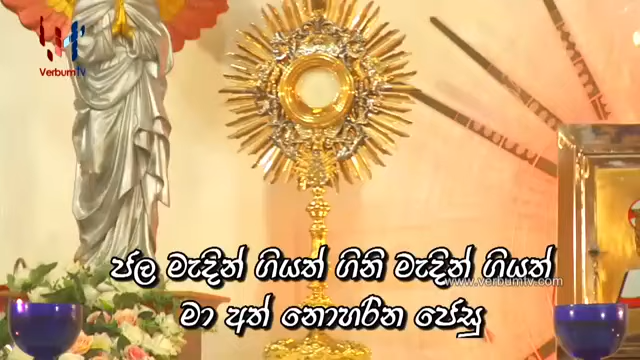 VerbumTV
ජල මැදින් ගියත් ගිනි මැදින් ගියත්
www.verbumtv.com
මා අත් නොහරින ජෙසු